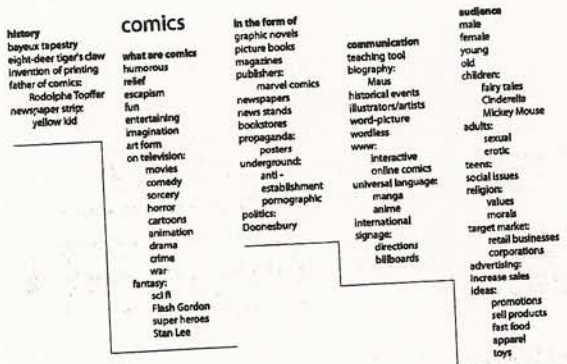 history
bayeux tapestry
eight-deer tiger's claw
invention of printing
father of comics:
Rodolphe Topffer
newspaper strip:
yellow kid
comics
what are comics
humorous
relief
escapism
fun
entertaining
imagination
art form
on television:
movies
comedy
sorcery
horror
cartoons
animation
drama
crime
war
fantasy:
sci fi
Flash Gordon
super heroes
Stan Lee
in the form of
graphic novels
picture books
magazines
publishers:
marvel comics
newspapers
news stands
bookstores
propaganda:
posters
underground:
anti -
establishment
pornographic
politics:
Doonesbury
communication
teaching tool
biography:
Maus
historical events
illustrators/artists
word-picture
wordless
www:
interactive
online comics
universal language:
manga
anime
international
signage:
directions
billboards
audience
male
female
young
old
children:
fairy tales
Cinderella
Mickey Mouse
adults:
sexual
erotic
teens:
social issues
religion:
values
morals
target market:
retail businesses
corporations
advertising:
increase sales
ideas:
promotions
sell products
fast food
apparel
toys